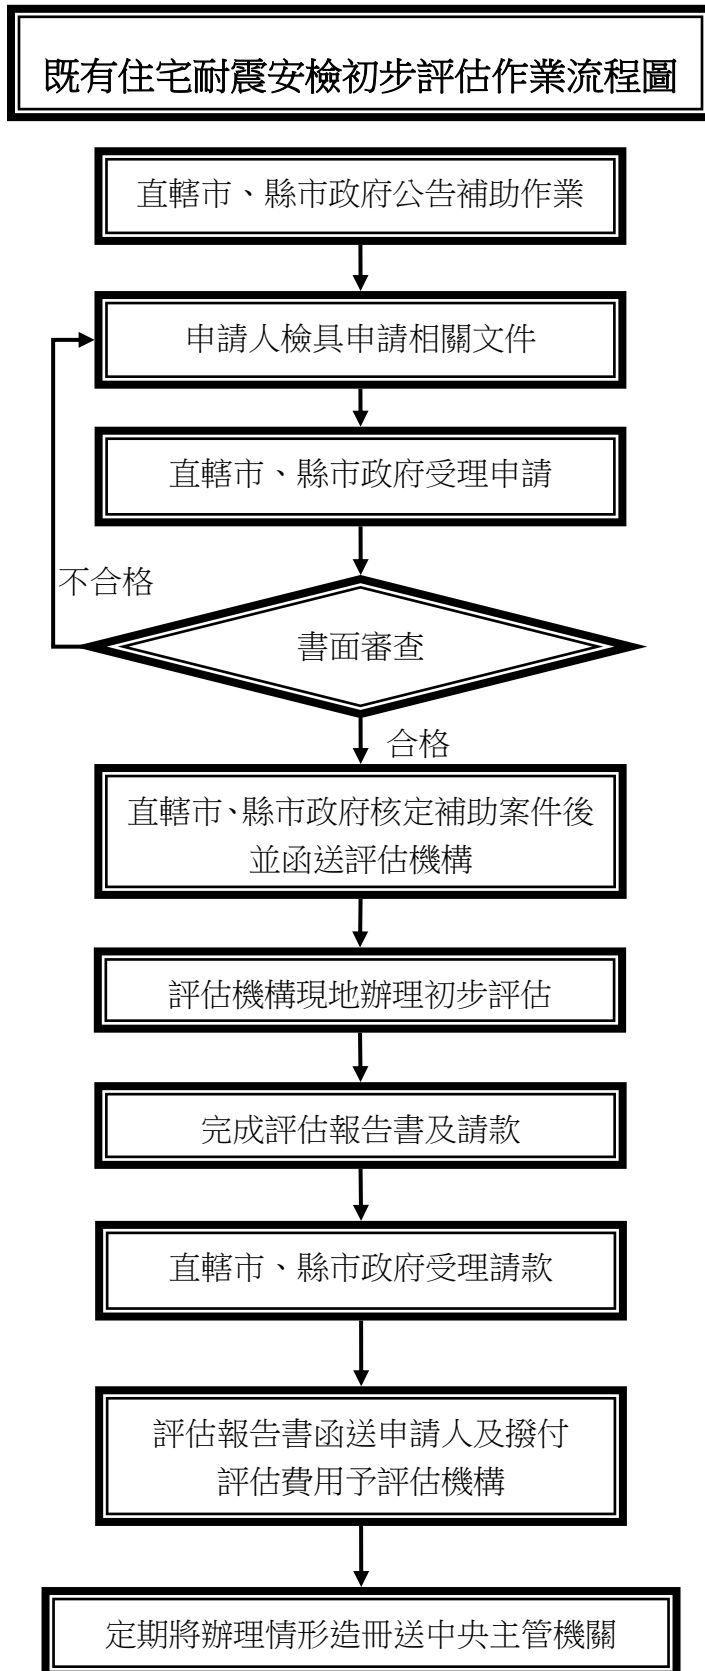 既有住宅耐震安檢初步評估作業流程圖
直轄市、縣市政府公告補助作業
申請人檢具申請相關文件
直轄市、縣市政府受理申請
不合格
書面審查
合格
直轄市、縣市政府核定補助案件後
並函送評估機構
評估機構現地辦理初步評估
完成評估報告書及請款
直轄市、縣市政府受理請款
評估報告書函送申請人及撥付
評估費用予評估機構
定期將辦理情形造冊送中央主管機關